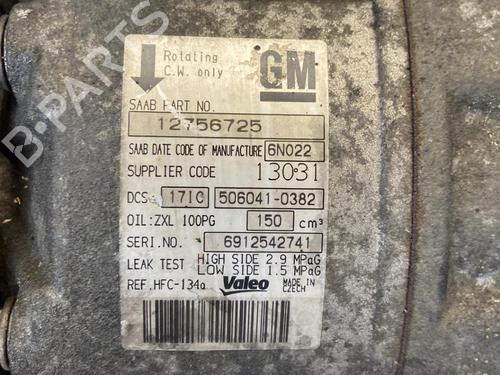 Rotating
C.W. only
GM
SAAB PART NO.
12756725
SAAB DATE CODE OF MANUFACTURE 6N022
SUPPLIER CODE 13031
DCS- 171C 506041-0382
OIL:ZXL 100PG 150 cm³
SERI.NO. 6912542741
LEAK TEST HIGH SIDE 2.9 MPaG
LOW SIDE 1.5 MPaG
REF,HFC-134a Valeo MADE IN
CZECH
B-PARTS